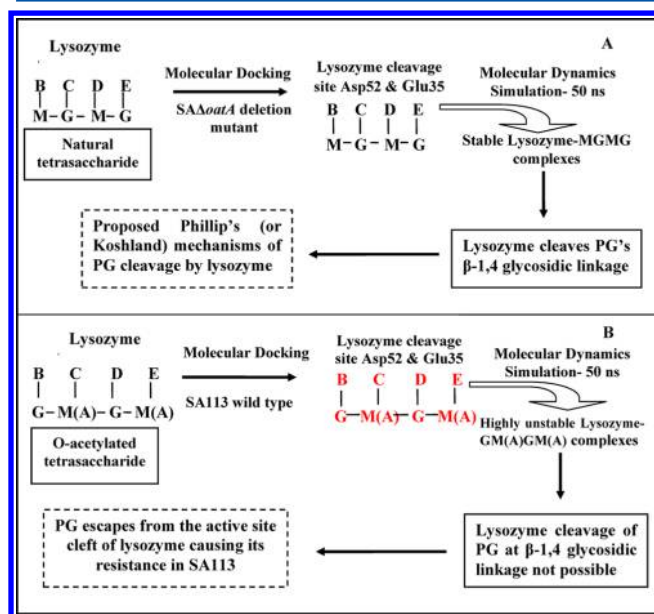 A
Lysozyme
B C D E
M- G - M - G
Natural
tetrasaccharide
Molecular Docking
SAΔoatA deletion
mutant
Lysozyme cleavage
site Asp52 & Glu35
B C D E
M- G - M - G
Molecular Dynamics
Simulation- 50 ns
Stable Lysozyme-MGMG
complexes
Lysozyme cleaves PG's
β-1,4 glycosidic linkage
Proposed Phillip's (or
Koshland) mechanisms of
PG cleavage by lysozyme
B
Lysozyme
B C D E
G - M(A) - G - M(A)
O-acetylated
tetrasaccharide
Molecular Docking
SA113 wild type
Lysozyme cleavage
site Asp52 & Glu35
B C D E
G - M(A) - G - M(A)
Molecular Dynamics
Simulation- 50 ns
Highly unstable Lysozyme-
GM(A)GM(A) complexes
Lysozyme cleavage of
PG at β-1,4 glycosidic
linkage not possible
PG escapes from the active site
cleft of lysozyme causing its
resistance in SA113